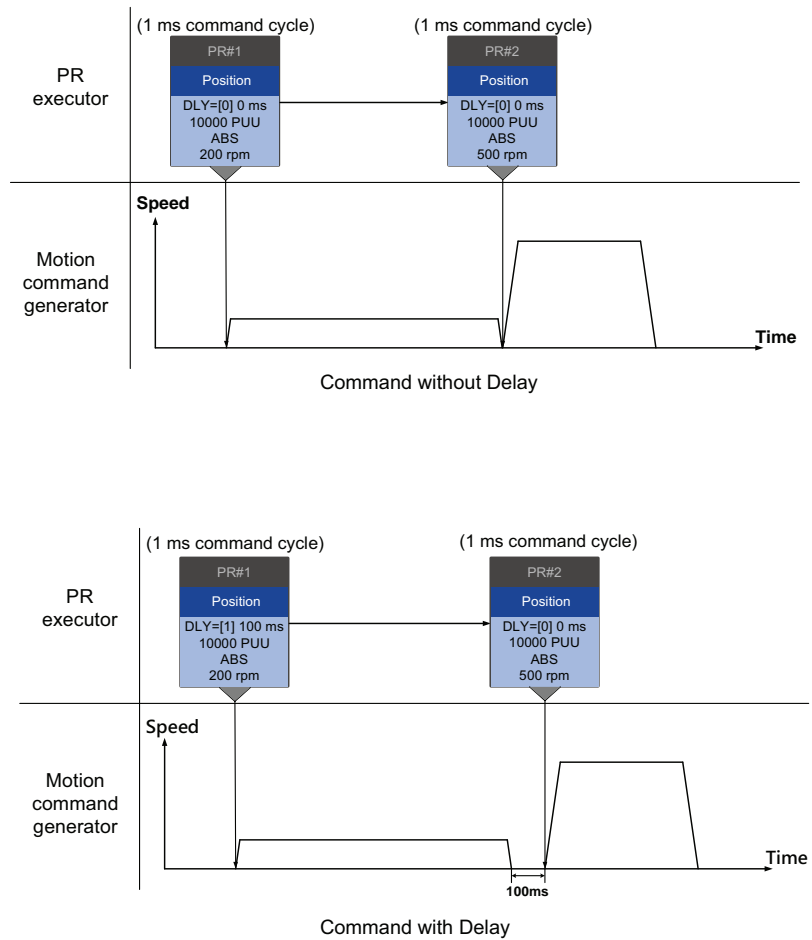 (1 ms command cycle)
(1 ms command cycle)
PR
executor
PR#1
Position
DLY=[0] 0 ms
10000 PUU
ABS
200 rpm
PR#2
Position
DLY=[0] 0 ms
10000 PUU
ABS
500 rpm
Motion
command
generator
Speed
Time
Command without Delay
(1 ms command cycle)
(1 ms command cycle)
PR
executor
PR#1
Position
DLY=[1] 100 ms
10000 PUU
ABS
200 rpm
PR#2
Position
DLY=[0] 0 ms
10000 PUU
ABS
500 rpm
Motion
command
generator
Speed
Time
100ms
Command with Delay